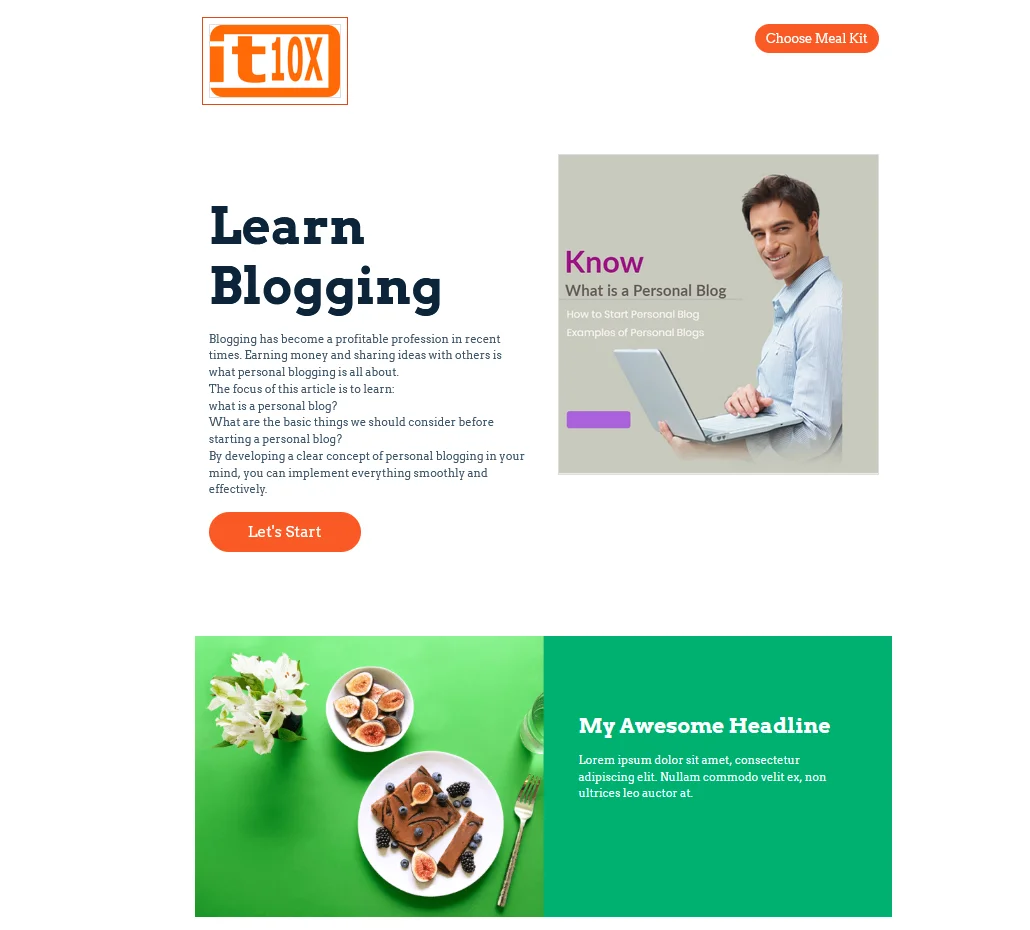 it10X
Choose Meal Kit
Learn
Blogging
Blogging has become a profitable profession in recent
times. Earning money and sharing ideas with others is
what personal blogging is all about.
The focus of this article is to learn:
what is a personal blog?
What are the basic things we should consider before
starting a personal blog?
By developing a clear concept of personal blogging in your
mind, you can implement everything smoothly and
effectively.
Let's Start
Know
What is a Personal Blog
How to Start Personal Blog
Examples of Personal Blogs
My Awesome Headline
Lorem ipsum dolor sit amet, consectetur
adipiscing elit. Nullam commodo velit ex, non
ultrices leo auctor at.